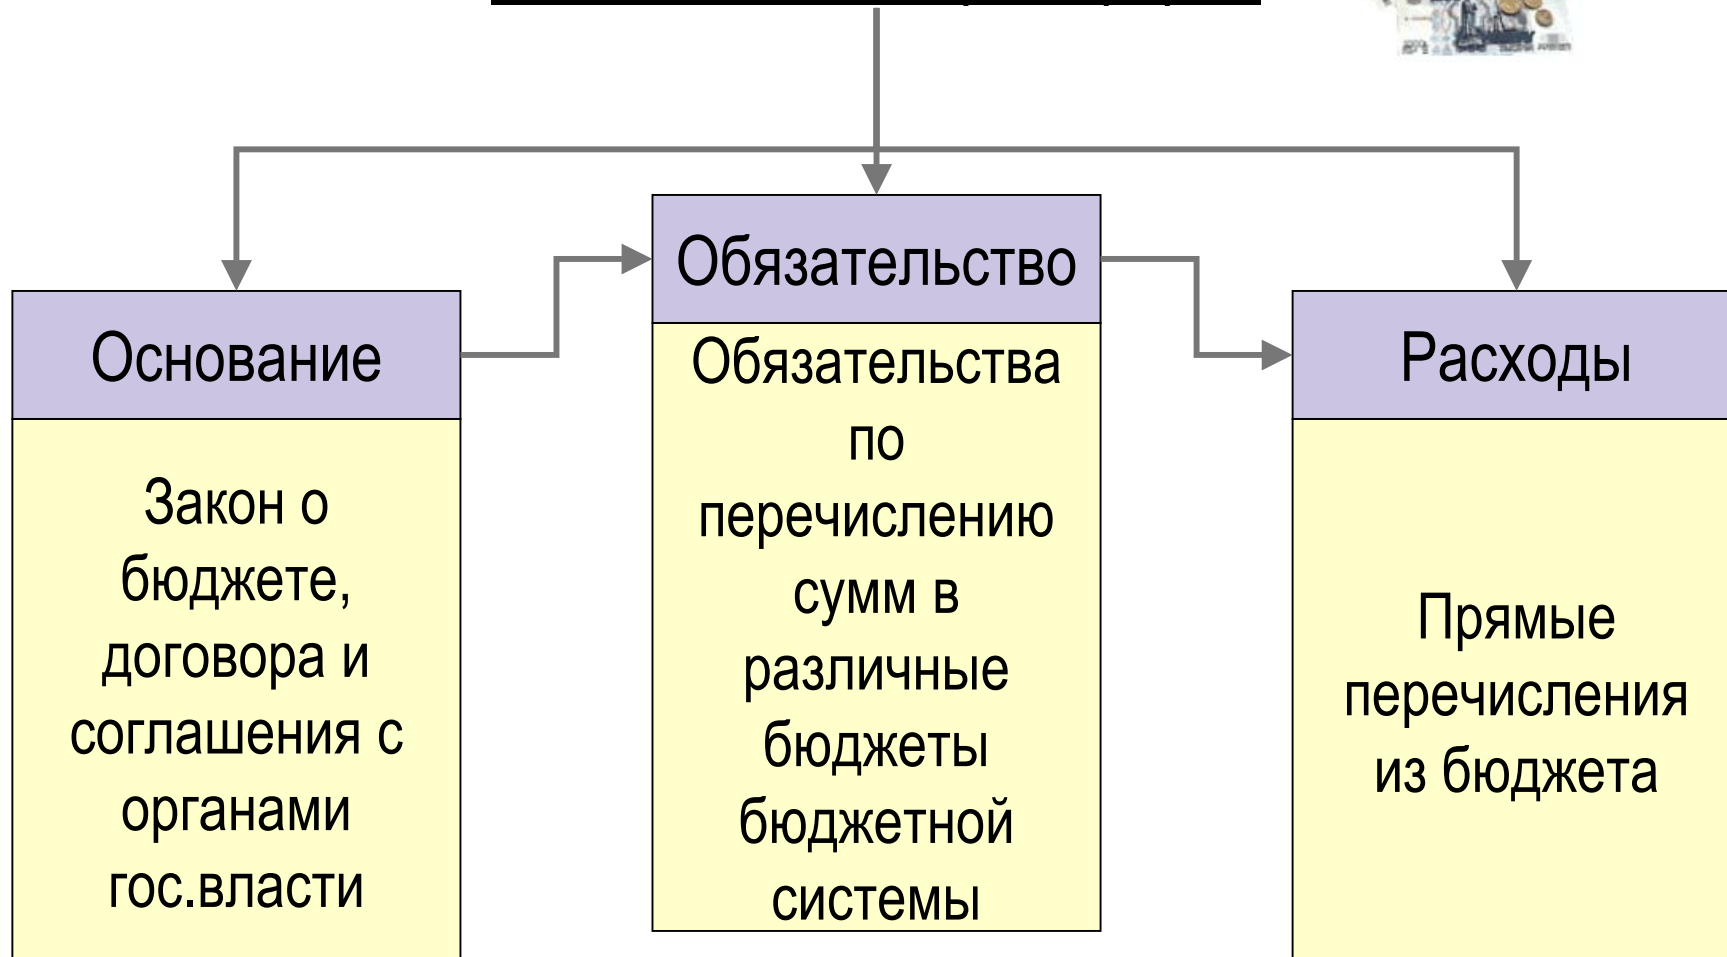 Обязательство
Основание
Расходы
Закон о
бюджете,
договора и
соглашения с
органами
гос.власти
Обязательства
по
перечислению
сумм в
различные
бюджеты
бюджетной
системы
Прямые
перечисления
из бюджета